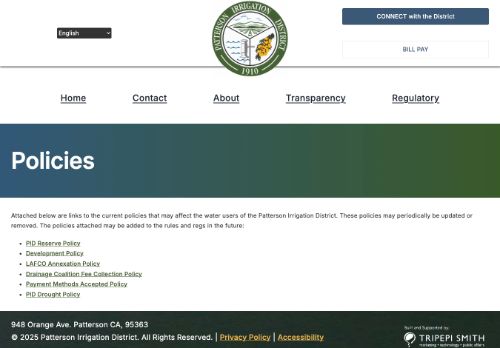 English
PATTERSON IRRIGATION DISTRICT
1910
CONNECT with the District
BILL PAY
Home
Contact
About
Transparency
Regulatory
Policies
Attached below are links to the current policies that may affect the water users of the Patterson Irrigation District. These policies may periodically be updated or
removed. The policies attached may be added to the rules and regs in the future:
PID Reserve Policy
Development Policy
LAFCO Annexation Policy
Drainage Coalition Fee Collection Policy
Payment Methods Accepted Policy
PID Drought Policy
948 Orange Ave. Patterson CA, 95363
© 2025 Patterson Irrigation District. All Rights Reserved. | Privacy Policy | Accessibility
Built and Supported by:
TRIPEPI SMITH
marketing • technology • public affairs